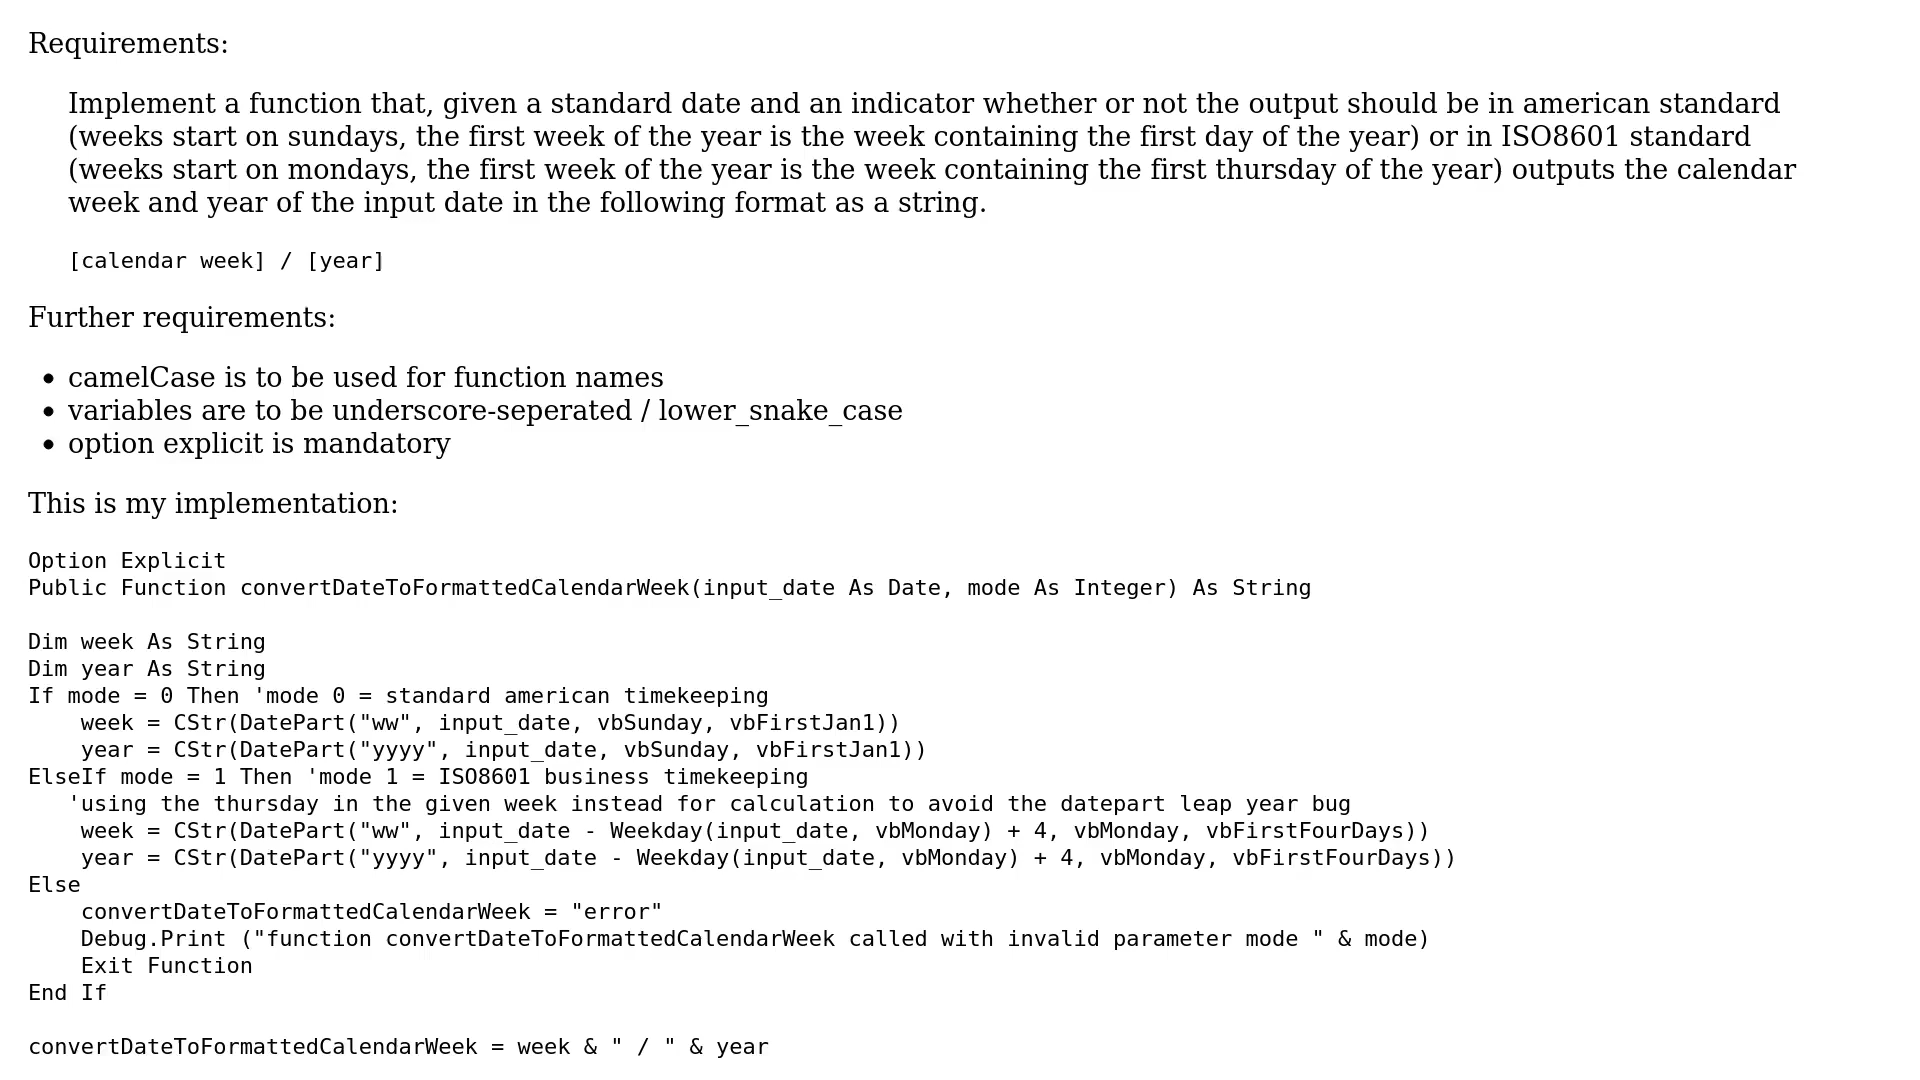 Requirements:
Implement a function that, given a standard date and an indicator whether or not the output should be in american standard
(weeks start on sundays, the first week of the year is the week containing the first day of the year) or in ISO8601 standard
(weeks start on mondays, the first week of the year is the week containing the first thursday of the year) outputs the calendar
week and year of the input date in the following format as a string.
[calendar week] / [year]
Further requirements:
• camelCase is to be used for function names
• variables are to be underscore-seperated / lower_snake_case
• option explicit is mandatory
This is my implementation:
Option Explicit
Public Function convertDateToFormattedCalendarWeek(input_date As Date, mode As Integer) As String
Dim week As String
Dim year As String
If mode = 0 Then 'mode 0 = standard american timekeeping
    week = CStr(DatePart("ww", input_date, vbSunday, vbFirstJan1))
    year = CStr(DatePart("yyyy", input_date, vbSunday, vbFirstJan1))
ElseIf mode = 1 Then 'mode 1 = ISO8601 business timekeeping
   'using the thursday in the given week instead for calculation to avoid the datepart leap year bug
    week = CStr(DatePart("ww", input_date - Weekday(input_date, vbMonday) + 4, vbMonday, vbFirstFourDays))
    year = CStr(DatePart("yyyy", input_date - Weekday(input_date, vbMonday) + 4, vbMonday, vbFirstFourDays))
Else
    convertDateToFormattedCalendarWeek = "error"
    Debug.Print ("function convertDateToFormattedCalendarWeek called with invalid parameter mode " & mode)
    Exit Function
End If
convertDateToFormattedCalendarWeek = week & " / " & year